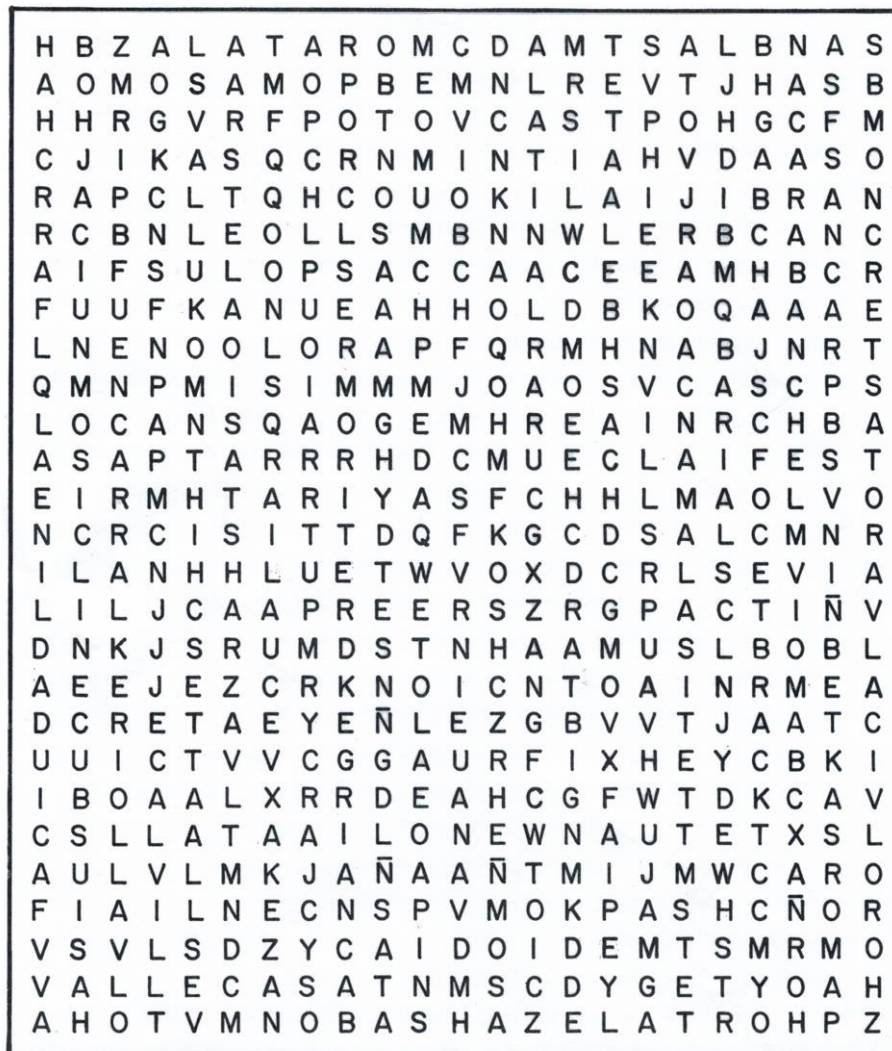 H B Z A L A T A R O M C D A M T S A L B N A S
A O M O S A M O P B E M N L R E V T J H A S B
H H R G V R F P O T O V C A S T P O H G C F M
C J I K A S Q C R N M I N T I A H V D A A S O
R A P C L T Q H C O U O K I L A I J I B R A N
R C B N L E O L L S M B N N W L E R B C A N C
A I F S U L O P S A C C A A C E E A M H B C R
F U U F K A N U E A H H O L D B K O Q A A A E
L N E N O O L O R A P F Q R M H N A B J N R T
Q M N P M I S I M M M J O A O S V C A S C P S
L O C A N S Q A O G E M H R E A I N R C H B A
A S A P T A R R R H D C M U E C L A I F E S T
E I R M H T A R I Y A S F C H H L M A O L V O
N C R C I S I T T D Q F K G C D S A L C M N R
I L A N H H L U E T W V O X D C R L S E V I A
L I L J C A A P R E E R S Z R G P A C T I Ñ V
D N K J S R U M D S T N H A A M U S L B O B L
A E E J E Z C R K N O I C N T O A I N R M E A
D C R E T A E Y E Ñ L E Z G B V V T J A A T C
U U I C T V V C G G A U R F I X H E Y C B K I
I B O A A L X R R D E A H C G F W T D K C A V
C S L L A T A A I L O N E W N A U T E T X S L
A U L V L M K J A Ñ A A Ñ T M I J M W C A R O
F I A I L N E C N S P V M O K P A S H C Ñ O R
V S V L S D Z Y C A I D O I D E M T S M R M O
V A L L E C A S A T N M S C D Y G E T Y O A H
A H O T V M N O B A S H A Z E L A T R O H P Z